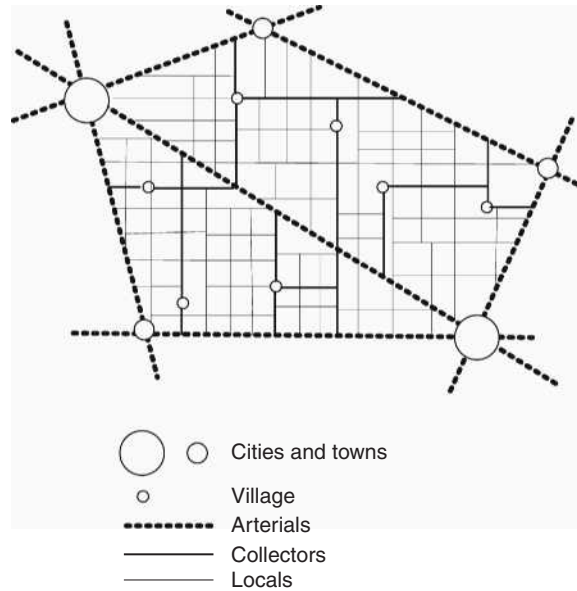 Cities and towns
Village
Arterials
Collectors
Locals